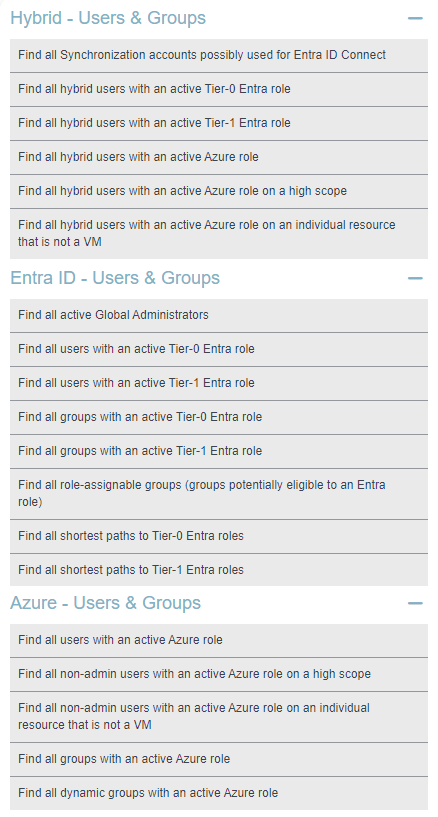 Hybrid - Users & Groups
Find all Synchronization accounts possibly used for Entra ID Connect
Find all hybrid users with an active Tier-0 Entra role
Find all hybrid users with an active Tier-1 Entra role
Find all hybrid users with an active Azure role
Find all hybrid users with an active Azure role on a high scope
Find all hybrid users with an active Azure role on an individual resource
that is not a VM
Entra ID - Users & Groups
Find all active Global Administrators
Find all users with an active Tier-0 Entra role
Find all users with an active Tier-1 Entra role
Find all groups with an active Tier-0 Entra role
Find all groups with an active Tier-1 Entra role
Find all role-assignable groups (groups potentially eligible to an Entra
role)
Find all shortest paths to Tier-0 Entra roles
Find all shortest paths to Tier-1 Entra roles
Azure - Users & Groups
Find all users with an active Azure role
Find all non-admin users with an active Azure role on a high scope
Find all non-admin users with an active Azure role on an individual
resource that is not a VM
Find all groups with an active Azure role
Find all dynamic groups with an active Azure role